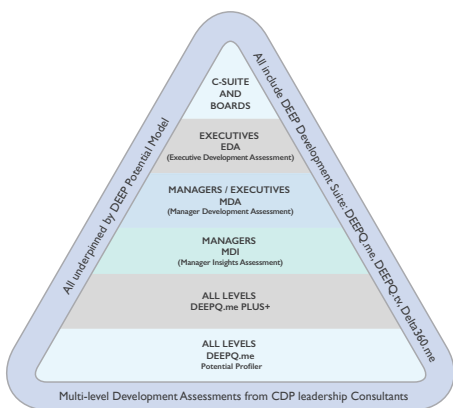 C-SUITE
AND
BOARDS
EXECUTIVES
EDA
(Executive Development Assessment)
MANAGERS / EXECUTIVES
MDA
(Manager Development Assessment)
MANAGERS
MDI
(Manager Insights Assessment)
ALL LEVELS
DEEPQ.me PLUS+
ALL LEVELS
DEEPQ.me
Potential Profiler
All underpinned by DEEP Potential Model
All include DEEP Development Suite: DEEPQ.me, DEEPQ.tv, Delta360.me
Multi-level Development Assessments from CDP leadership Consultants